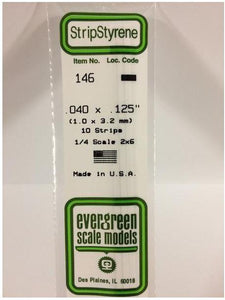 StripStyrene
Item No. Loc. Code
146
.040 x .125"
(1.0 x 3.2 mm)
10 Strips
1/4 Scale 2x6
Made in U.S.A.
evergreen
scale models
Des Plaines, IL 60018